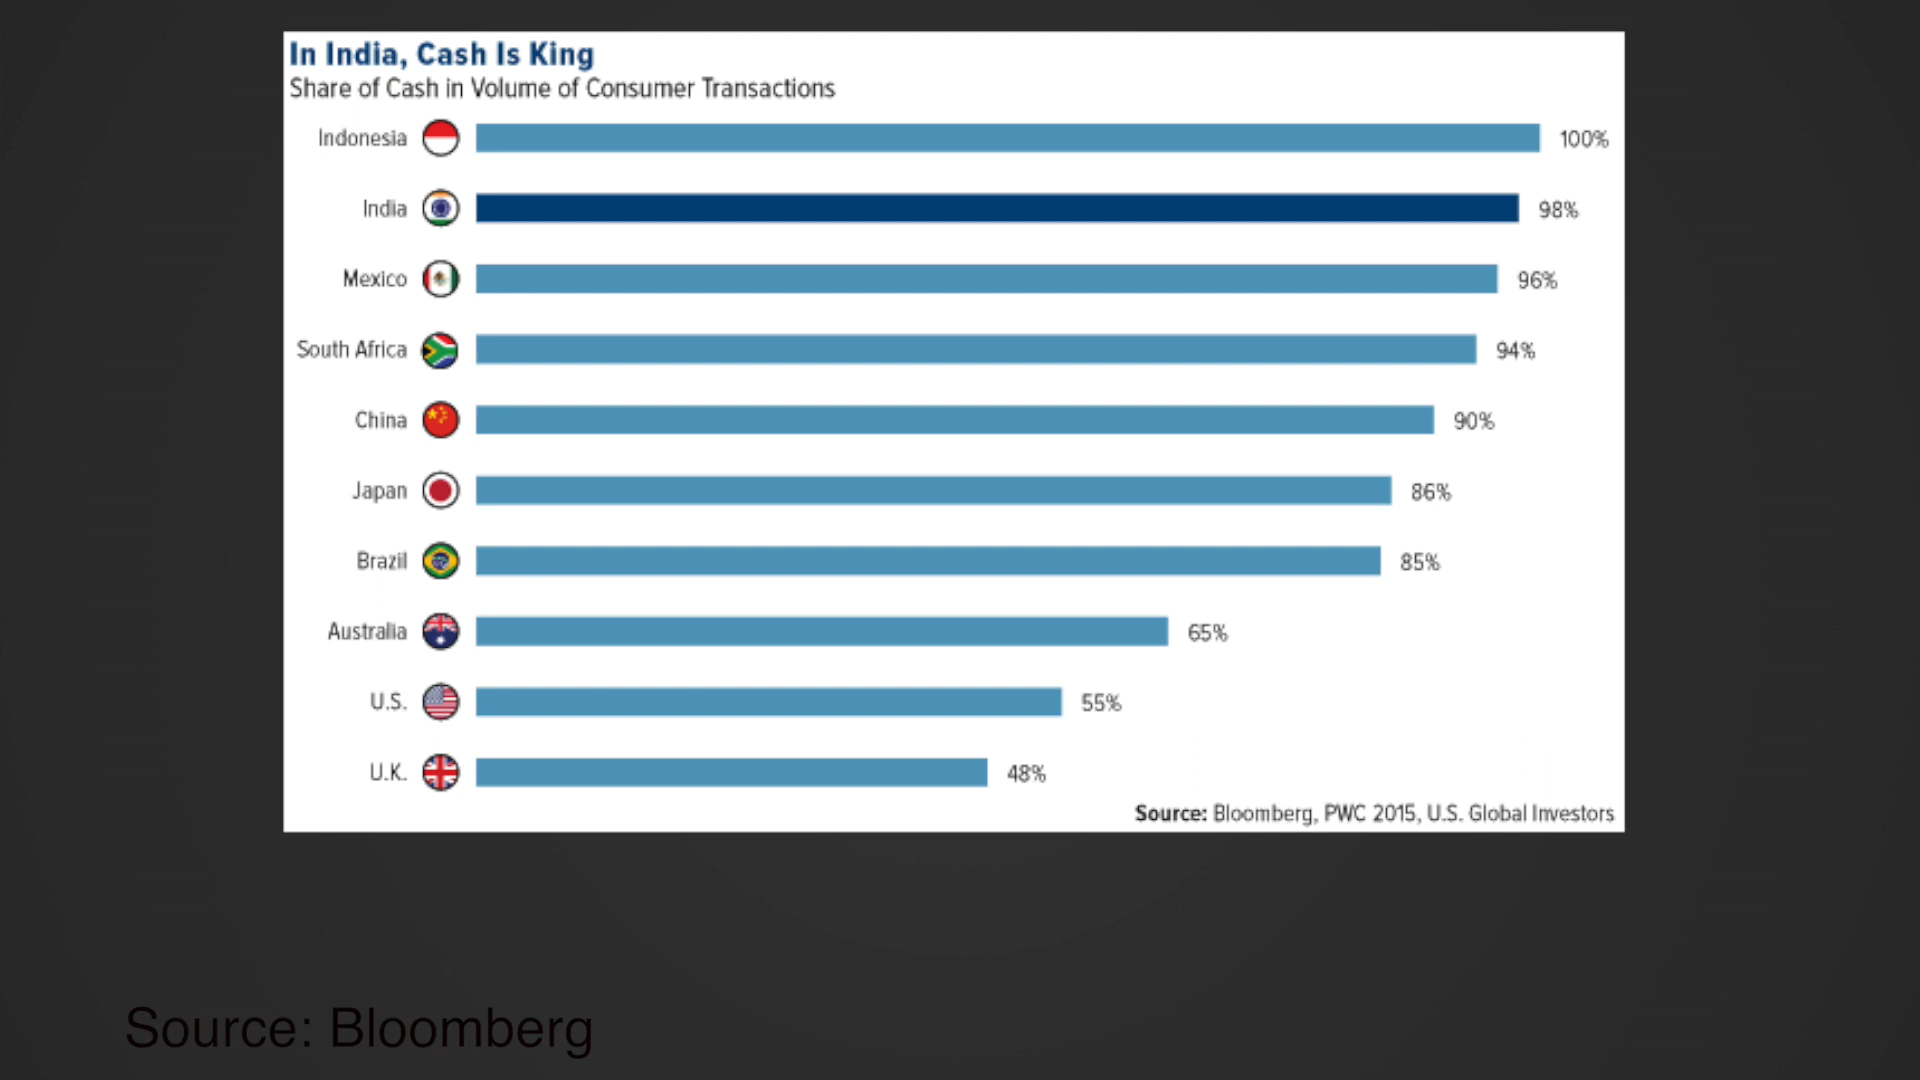 In India, Cash Is King
Share of Cash in Volume of Consumer Transactions
Indonesia 100%
India 98%
Mexico 96%
South Africa 94%
China 90%
Japan 86%
Brazil 85%
Australia 65%
U.S. 55%
U.K. 48%
Source: Bloomberg, PWC 2015, U.S. Global Investors
Source: Bloomberg